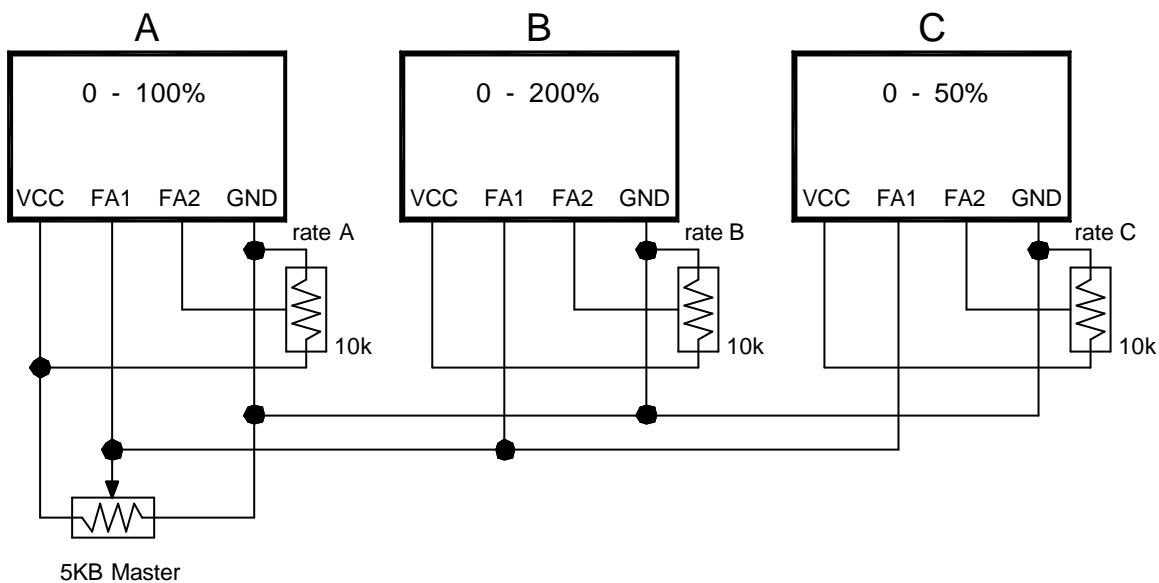 A B C
0 - 100% 0 - 200% 0 - 50%
VCC FA1 FA2 GND VCC FA1 FA2 GND VCC FA1 FA2 GND
rate A rate B rate C
10k 10k 10k
5KB Master